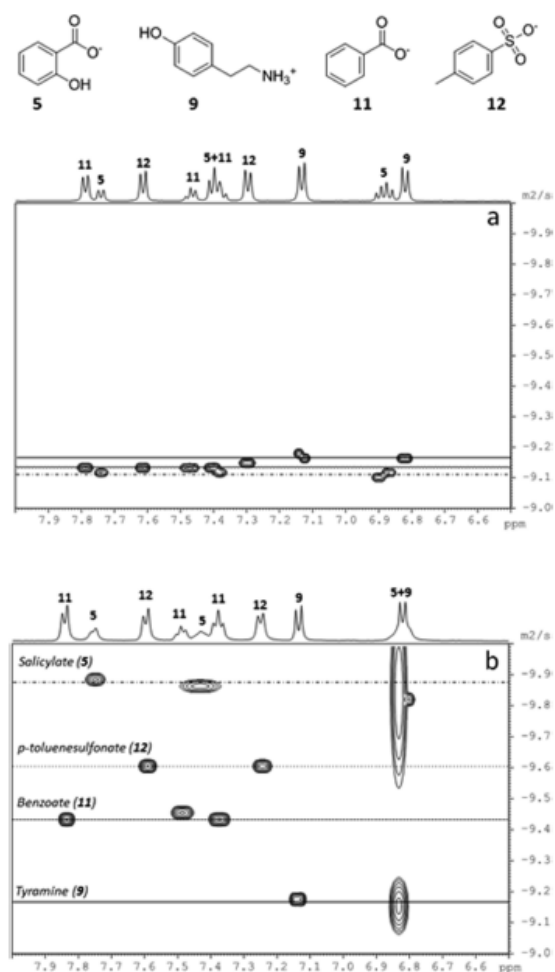 O
O-
OH
HO
NH3+
O
O-
O
O-
S
O
5 9 11 12
11 5 12 11 5+11 12 9 5 9
m2/s
a
-9.9
-9.8
-9.7
-9.6
-9.5
-9.4
-9.3
-9.2
-9.1
-9.0
7.9 7.8 7.7 7.6 7.5 7.4 7.3 7.2 7.1 7.0 6.9 6.8 6.7 6.6 ppm
11 5 12 11 5 11 12 9 5+9
b
Salicylate (5)
p-toluenesulfonate (12)
Benzoate (11)
Tyramine (9)
-9.9
-9.8
-9.7
-9.6
-9.5
-9.4
-9.3
-9.2
-9.1
-9.0
7.9 7.8 7.7 7.6 7.5 7.4 7.3 7.2 7.1 7.0 6.9 6.8 6.7 6.6 ppm